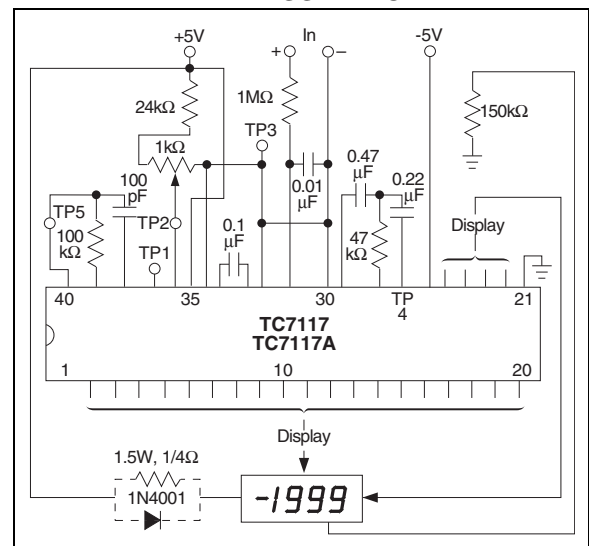 +5V
In
-5V
+
–
24kΩ
1MΩ
150kΩ
TP3
1kΩ
0.47
μF
0.22
μF
0.01
μF
100
pF
TP5
TP2
100
kΩ
0.1
μF
47
kΩ
Display
TP1
40
35
30
TP
4
21
TC7117
TC7117A
1
10
20
Display
1.5W, 1/4Ω
1N4001
-1999